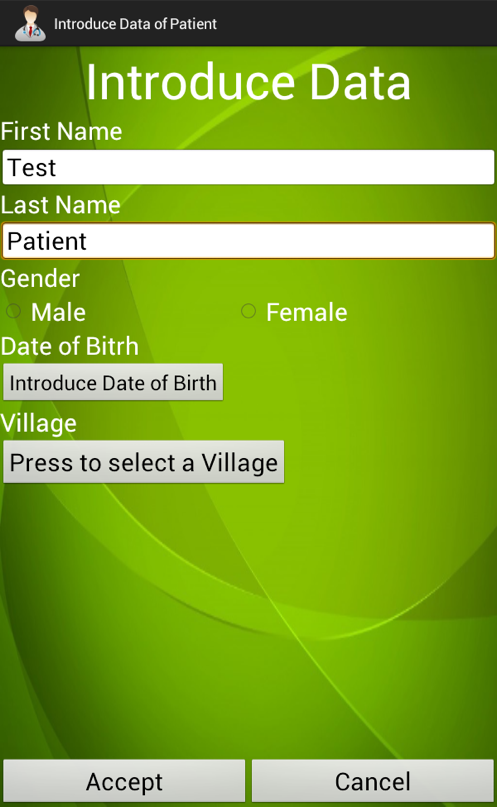 Introduce Data of Patient
Introduce Data
First Name
Test
Last Name
Patient
Gender
Male Female
Date of Bitrh
Introduce Date of Birth
Village
Press to select a Village
Accept Cancel